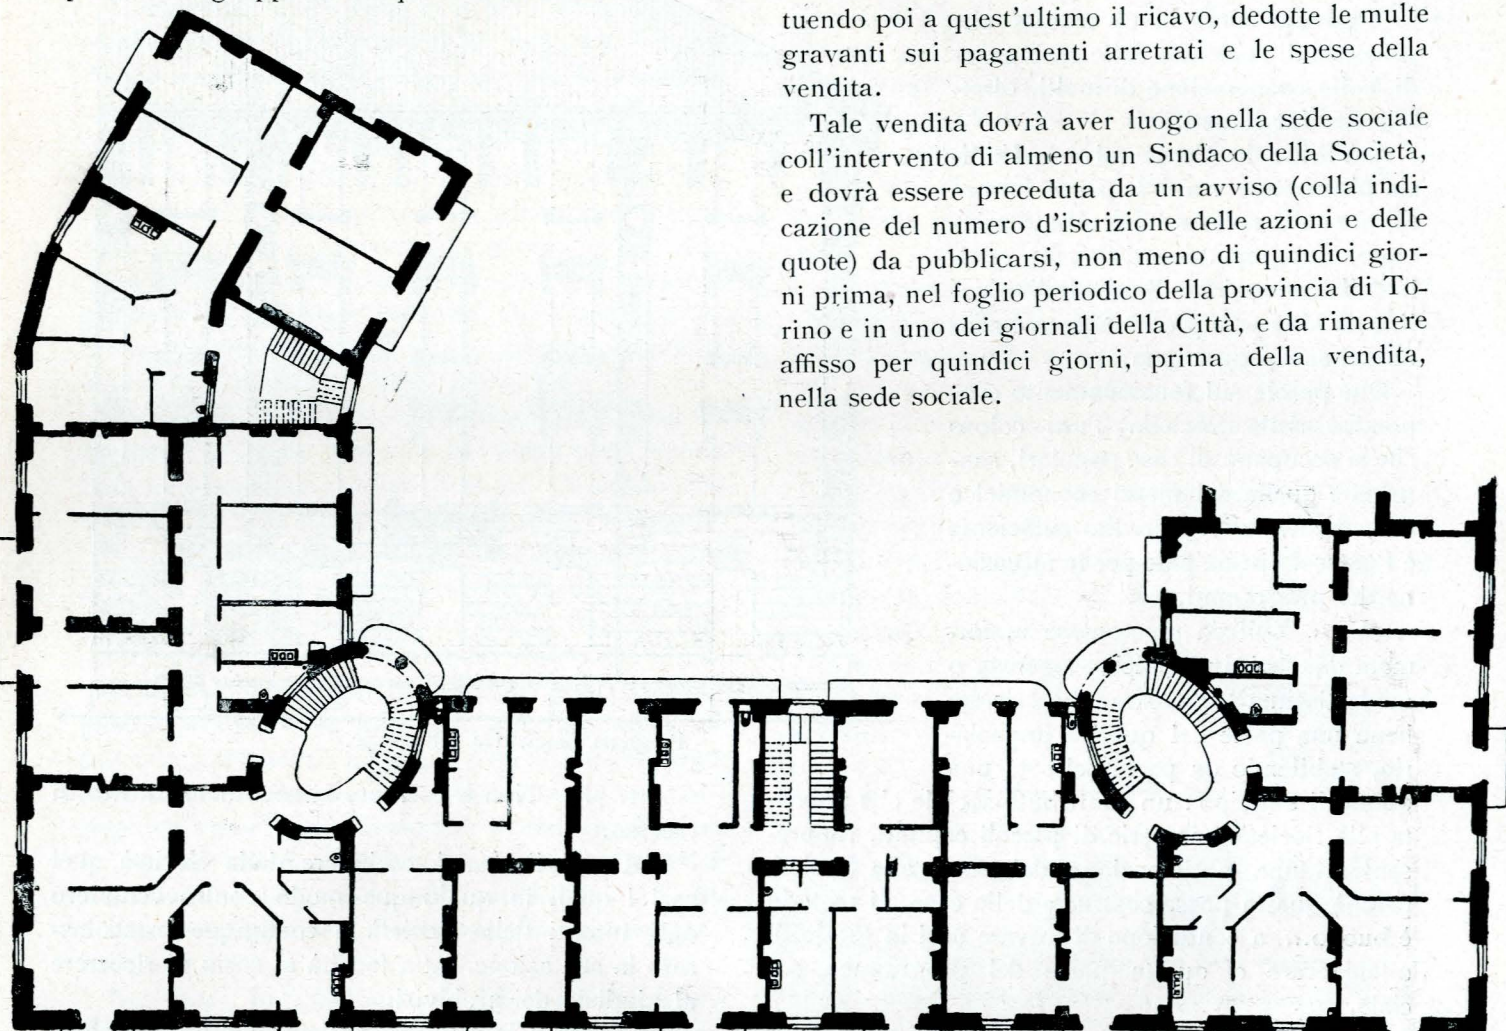 tuendo poi a quest'ultimo il ricavo, dedotte le multe
gravanti sui pagamenti arretrati e le spese della
vendita.
Tale vendita dovrà aver luogo nella sede sociale
coll'intervento di almeno un Sindaco della Società,
e dovrà essere preceduta da un avviso (colla indi-
cazione del numero d'iscrizione delle azioni e delle
quote) da pubblicarsi, non meno di quindici gior-
ni prima, nel foglio periodico della provincia di To-
rino e in uno dei giornali della Città, e da rimanere
affisso per quindici giorni, prima della vendita,
nella sede sociale.